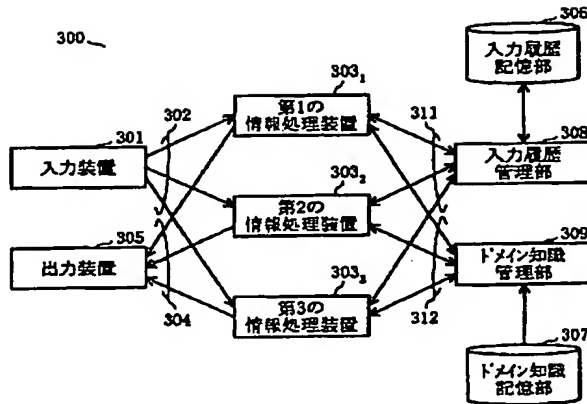 300
306
入力履歴
記憶部
302
303₁
第1の
情報処理装置
311
301
入力装置
308
入力履歴
管理部
303₂
第2の
情報処理装置
305
出力装置
309
ドメイン知識
管理部
304
303₃
第3の
情報処理装置
312
307
ドメイン知識
記憶部